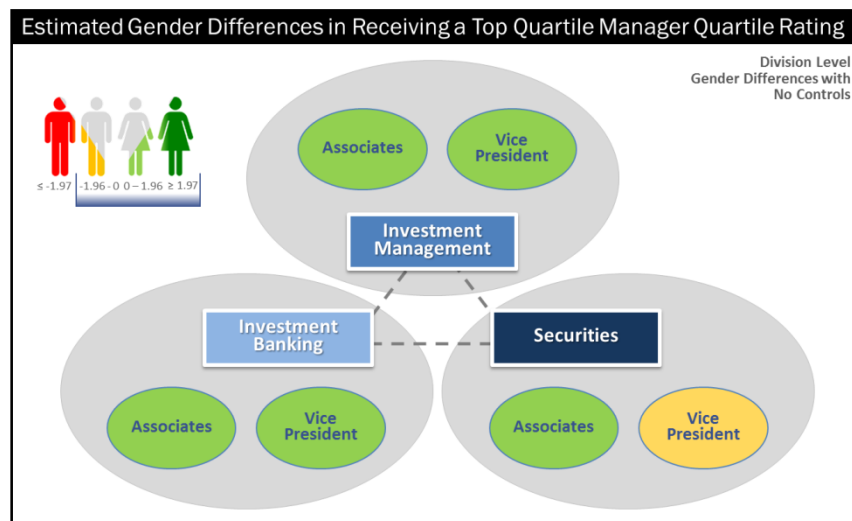 Estimated Gender Differences in Receiving a Top Quartile Manager Quartile Rating
Division Level
Gender Differences with
No Controls
≤ -1.97 -1.96 - 0 0 – 1.96 ≥ 1.97
Associates
Vice
President
Investment
Management
Investment
Banking
Securities
Associates
Vice
President
Associates
Vice
President